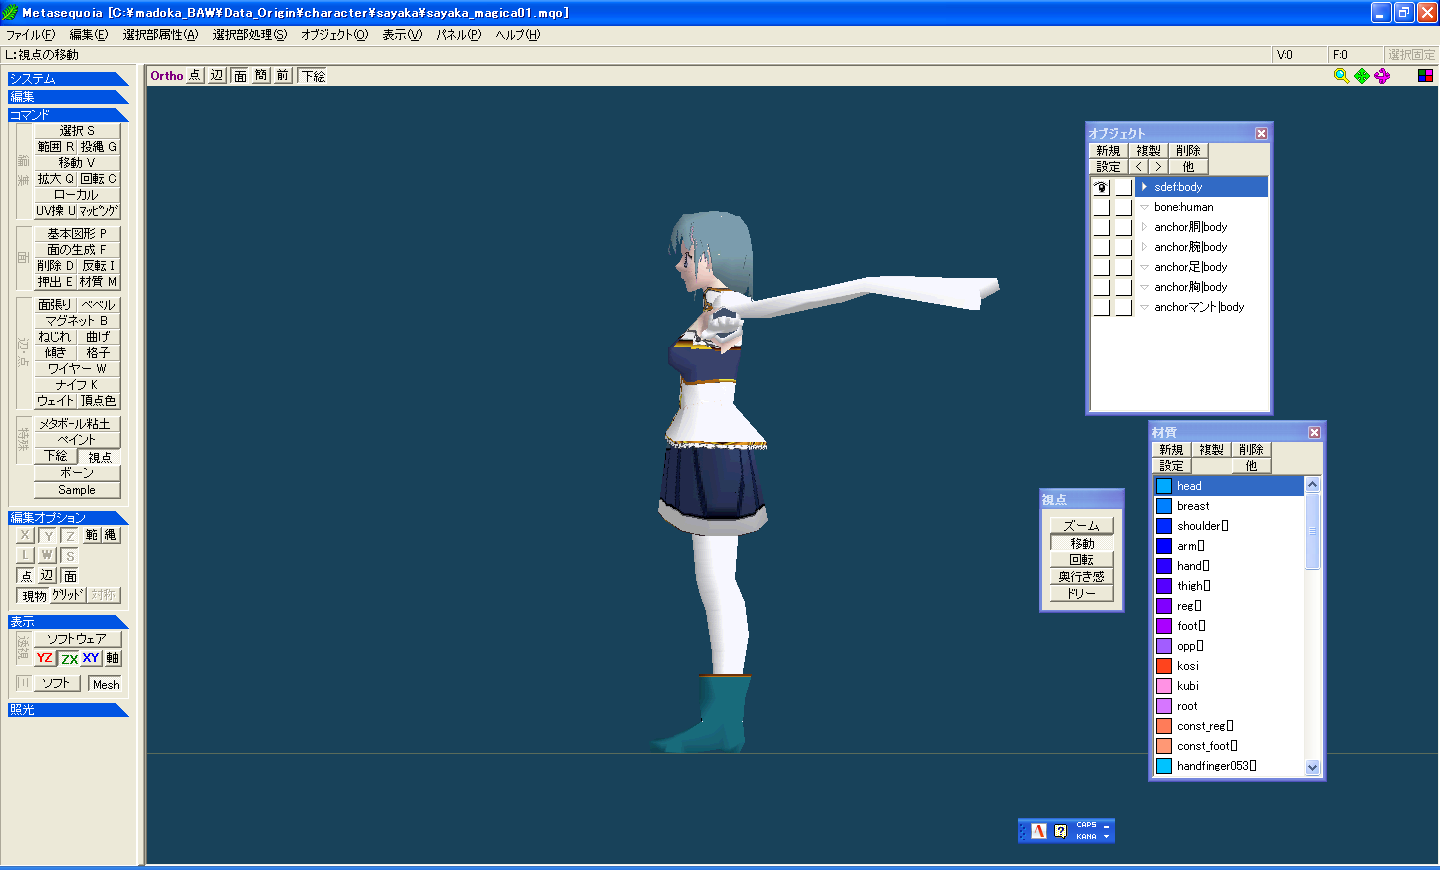 Metasequoia [C:¥madoka_BAW¥Data_Origin¥character¥sayaka¥sayaka_magica01.mqo]
ファイル(F) 編集(E) 選択部属性(A) 選択部処理(S) オブジェクト(O) 表示(V) パネル(P) ヘルプ(H)
L:視点の移動 V:0 F:0 選択固定
Ortho 点 辺 面 簡 前 下絵
システム
編集
コマンド
編集
選択 S
範囲 R 投縄 G
移動 V
拡大 Q 回転 C
ローカル
UV操 U マッピング
面
基本図形 P
面の生成 F
削除 D 反転 I
押出 E 材質 M
辺・点
面張り ベベル
マグネット B
ねじれ 曲げ
傾き 格子
ワイヤー W
ナイフ K
ウェイト 頂点色
特殊
メタボール粘土
ペイント
下絵 視点
ボーン
Sample
編集オプション
X Y Z 範 縄
L W S
点 辺 面
現物 グリッド 対称
表示
透視
ソフトウェア
YZ ZX XY 軸
ソフト Mesh
照光
オブジェクト
新規 複製 削除
設定 < > 他
sdef:body
bone:human
anchor胴|body
anchor腕|body
anchor足|body
anchor胸|body
anchorマント|body
材質
新規 複製 削除
設定 他
head
breast
shoulder[]
arm[]
hand[]
thigh[]
reg[]
foot[]
opp[]
kosi
kubi
root
const_reg[]
const_foot[]
handfinger053[]
視点
ズーム
移動
回転
奥行き感
ドリー
A ? CAPS
KANA